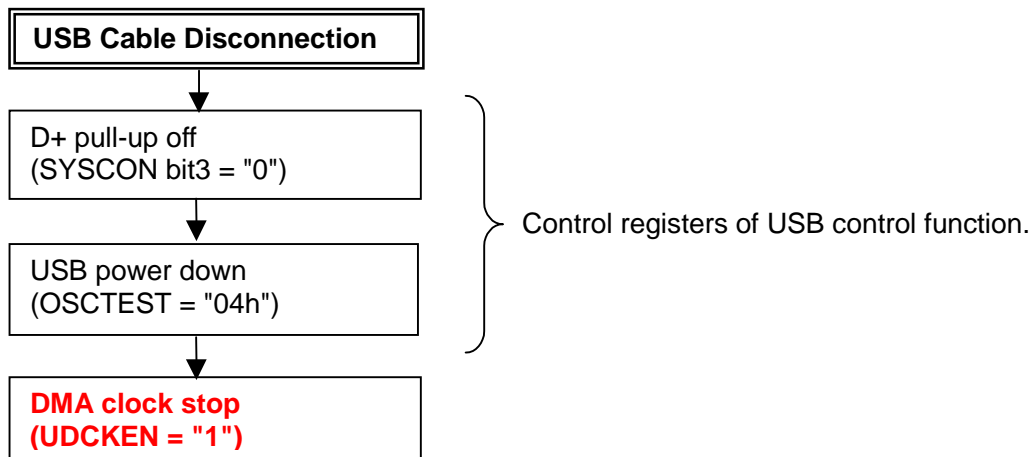 USB Cable Disconnection
D+ pull-up off
(SYSCON bit3 = "0")
Control registers of USB control function.
USB power down
(OSCTEST = "04h")
DMA clock stop
(UDCKEN = "1")